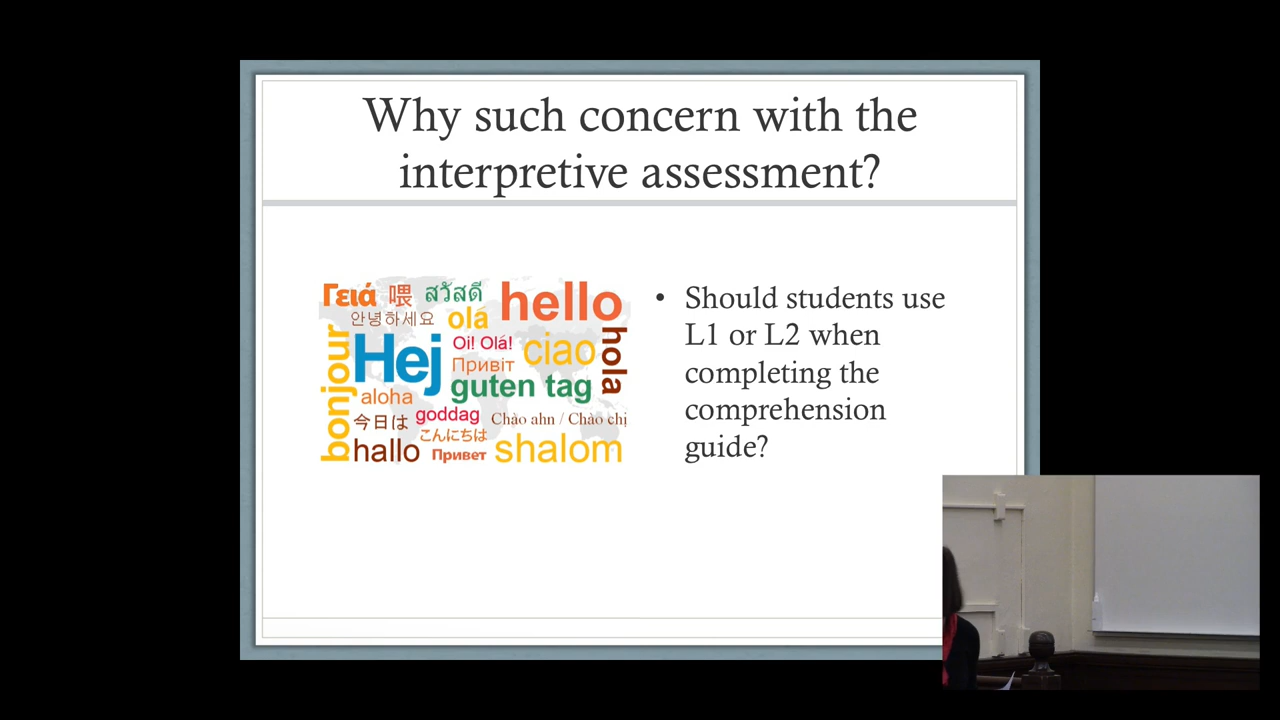 Why such concern with the
interpretive assessment?
Γειά 喂 สวัสดี hello
안녕하세요 olá
bonjour Hej Oi! Olá! ciao hola
Привіт
guten tag
aloha
goddag Chào ahn / Chào chị
今日は こんにちは
hallo Привет shalom
• Should students use
L1 or L2 when
completing the
comprehension
guide?